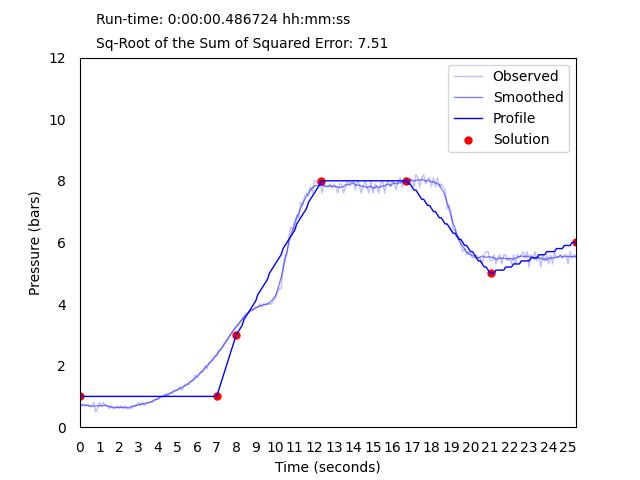 Run-time: 0:00:00.486724 hh:mm:ss
Sq-Root of the Sum of Squared Error: 7.51
12
10
8
6
4
2
0
Pressure (bars)
Observed
Smoothed
Profile
Solution
0 1 2 3 4 5 6 7 8 9 10 11 12 13 14 15 16 17 18 19 20 21 22 23 24 25
Time (seconds)